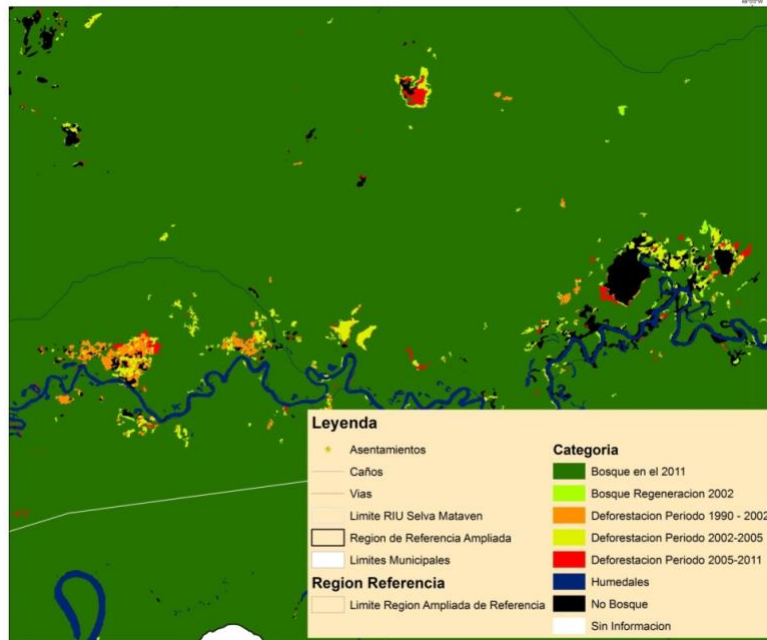 Leyenda
Asentamientos
Caños
Vias
Limite RIU Selva Mataven
Region de Referencia Ampliada
Limites Municipales
Region Referencia
Limite Region Ampliada de Referencia
Categoria
Bosque en el 2011
Bosque Regeneracion 2002
Deforestacion Periodo 1990 - 2002
Deforestacion Periodo 2002-2005
Deforestacion Periodo 2005-2011
Humedales
No Bosque
Sin Informacion